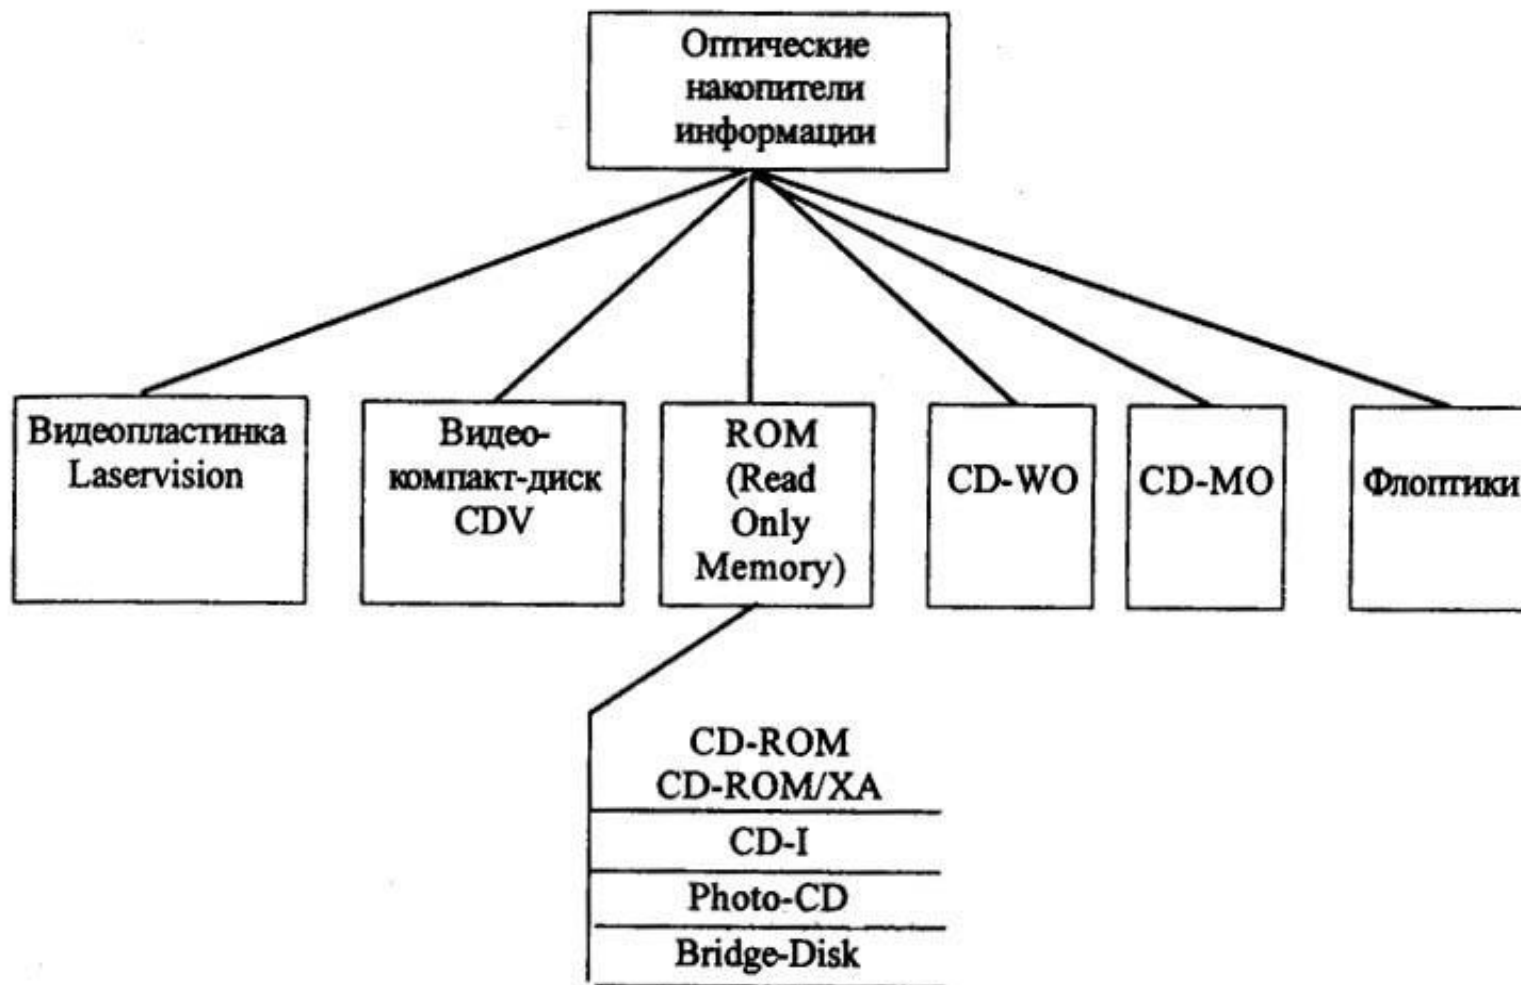 Оптические
накопители
информации
Видеопластинка
Laservision
Видео-
компакт-диск
CDV
ROM
(Read
Only
Memory)
CD-WO
CD-MO
Флоптики
CD-ROM
CD-ROM/XA
CD-I
Photo-CD
Bridge-Disk